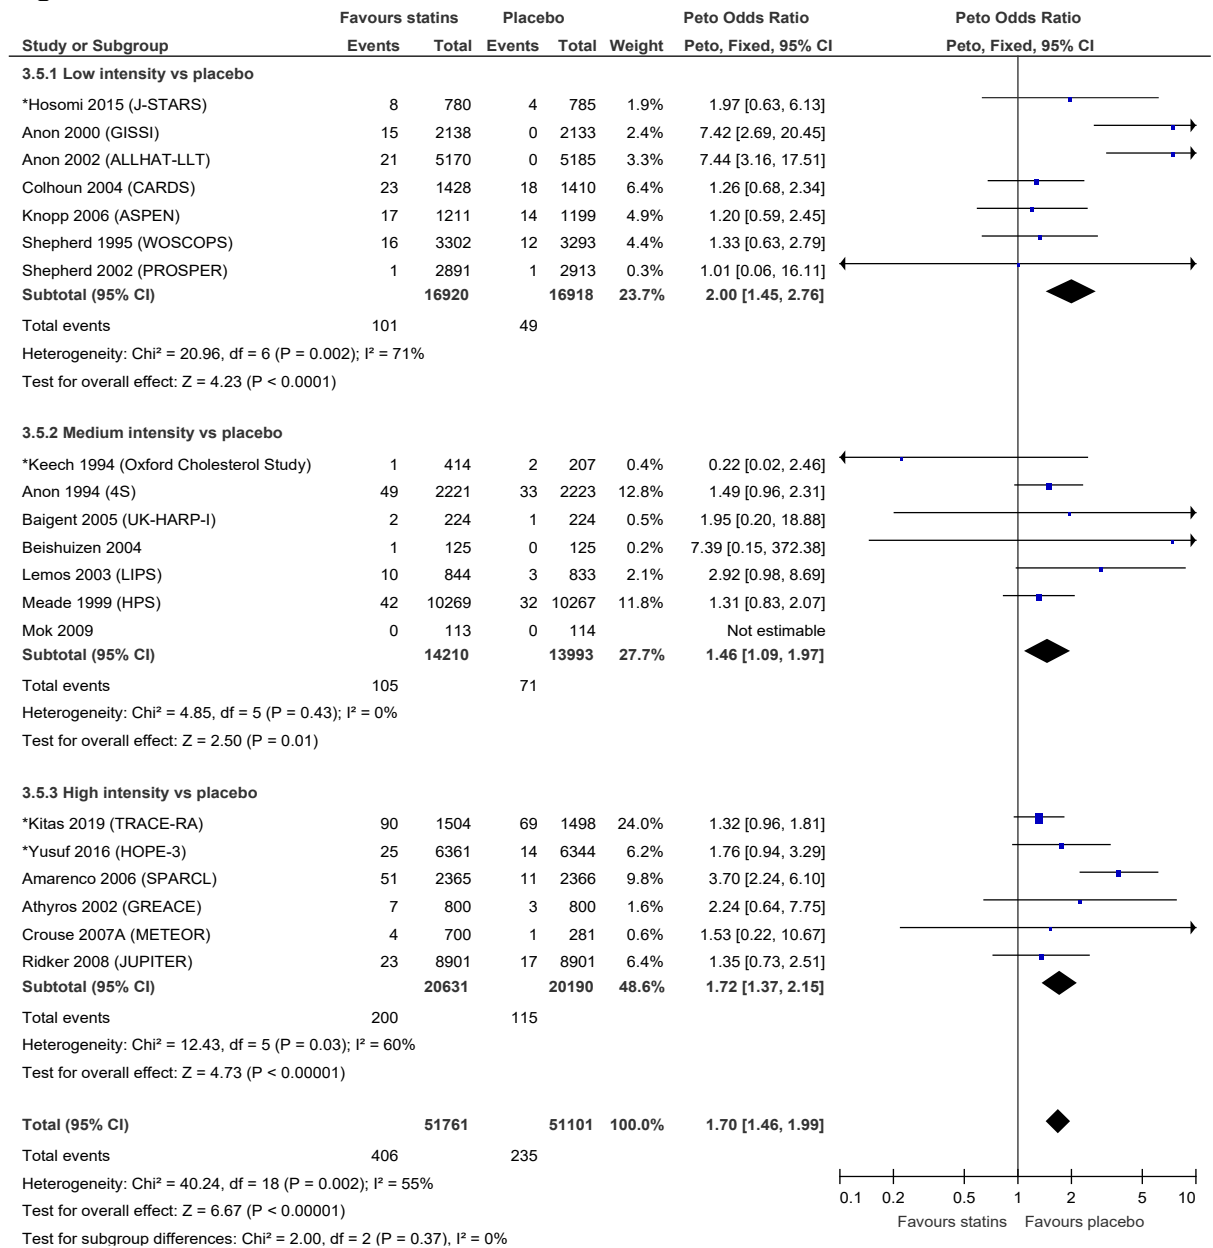 Favours statins Placebo Peto Odds Ratio Peto Odds Ratio
Study or Subgroup Events Total Events Total Weight Peto, Fixed, 95% CI Peto, Fixed, 95% CI
3.5.1 Low intensity vs placebo
*Hosomi 2015 (J-STARS) 8 780 4 785 1.9% 1.97 [0.63, 6.13]
Anon 2000 (GISSI) 15 2138 0 2133 2.4% 7.42 [2.69, 20.45]
Anon 2002 (ALLHAT-LLT) 21 5170 0 5185 3.3% 7.44 [3.16, 17.51]
Colhoun 2004 (CARDS) 23 1428 18 1410 6.4% 1.26 [0.68, 2.34]
Knopp 2006 (ASPEN) 17 1211 14 1199 4.9% 1.20 [0.59, 2.45]
Shepherd 1995 (WOSCOPS) 16 3302 12 3293 4.4% 1.33 [0.63, 2.79]
Shepherd 2002 (PROSPER) 1 2891 1 2913 0.3% 1.01 [0.06, 16.11]
Subtotal (95% CI) 16920 16918 23.7% 2.00 [1.45, 2.76]
Total events 101 49
Heterogeneity: Chi² = 20.96, df = 6 (P = 0.002); I² = 71%
Test for overall effect: Z = 4.23 (P < 0.0001)
3.5.2 Medium intensity vs placebo
*Keech 1994 (Oxford Cholesterol Study) 1 414 2 207 0.4% 0.22 [0.02, 2.46]
Anon 1994 (4S) 49 2221 33 2223 12.8% 1.49 [0.96, 2.31]
Baigent 2005 (UK-HARP-I) 2 224 1 224 0.5% 1.95 [0.20, 18.88]
Beishuizen 2004 1 125 0 125 0.2% 7.39 [0.15, 372.38]
Lemos 2003 (LIPS) 10 844 3 833 2.1% 2.92 [0.98, 8.69]
Meade 1999 (HPS) 42 10269 32 10267 11.8% 1.31 [0.83, 2.07]
Mok 2009 0 113 0 114 Not estimable
Subtotal (95% CI) 14210 13993 27.7% 1.46 [1.09, 1.97]
Total events 105 71
Heterogeneity: Chi² = 4.85, df = 5 (P = 0.43); I² = 0%
Test for overall effect: Z = 2.50 (P = 0.01)
3.5.3 High intensity vs placebo
*Kitas 2019 (TRACE-RA) 90 1504 69 1498 24.0% 1.32 [0.96, 1.81]
*Yusuf 2016 (HOPE-3) 25 6361 14 6344 6.2% 1.76 [0.94, 3.29]
Amarenco 2006 (SPARCL) 51 2365 11 2366 9.8% 3.70 [2.24, 6.10]
Athyros 2002 (GREACE) 7 800 3 800 1.6% 2.24 [0.64, 7.75]
Crouse 2007A (METEOR) 4 700 1 281 0.6% 1.53 [0.22, 10.67]
Ridker 2008 (JUPITER) 23 8901 17 8901 6.4% 1.35 [0.73, 2.51]
Subtotal (95% CI) 20631 20190 48.6% 1.72 [1.37, 2.15]
Total events 200 115
Heterogeneity: Chi² = 12.43, df = 5 (P = 0.03); I² = 60%
Test for overall effect: Z = 4.73 (P < 0.00001)
Total (95% CI) 51761 51101 100.0% 1.70 [1.46, 1.99]
Total events 406 235
Heterogeneity: Chi² = 40.24, df = 18 (P = 0.002); I² = 55%
Test for overall effect: Z = 6.67 (P < 0.00001)
Test for subgroup differences: Chi² = 2.00, df = 2 (P = 0.37), I² = 0%
0.1 0.2 0.5 1 2 5 10
Favours statins Favours placebo